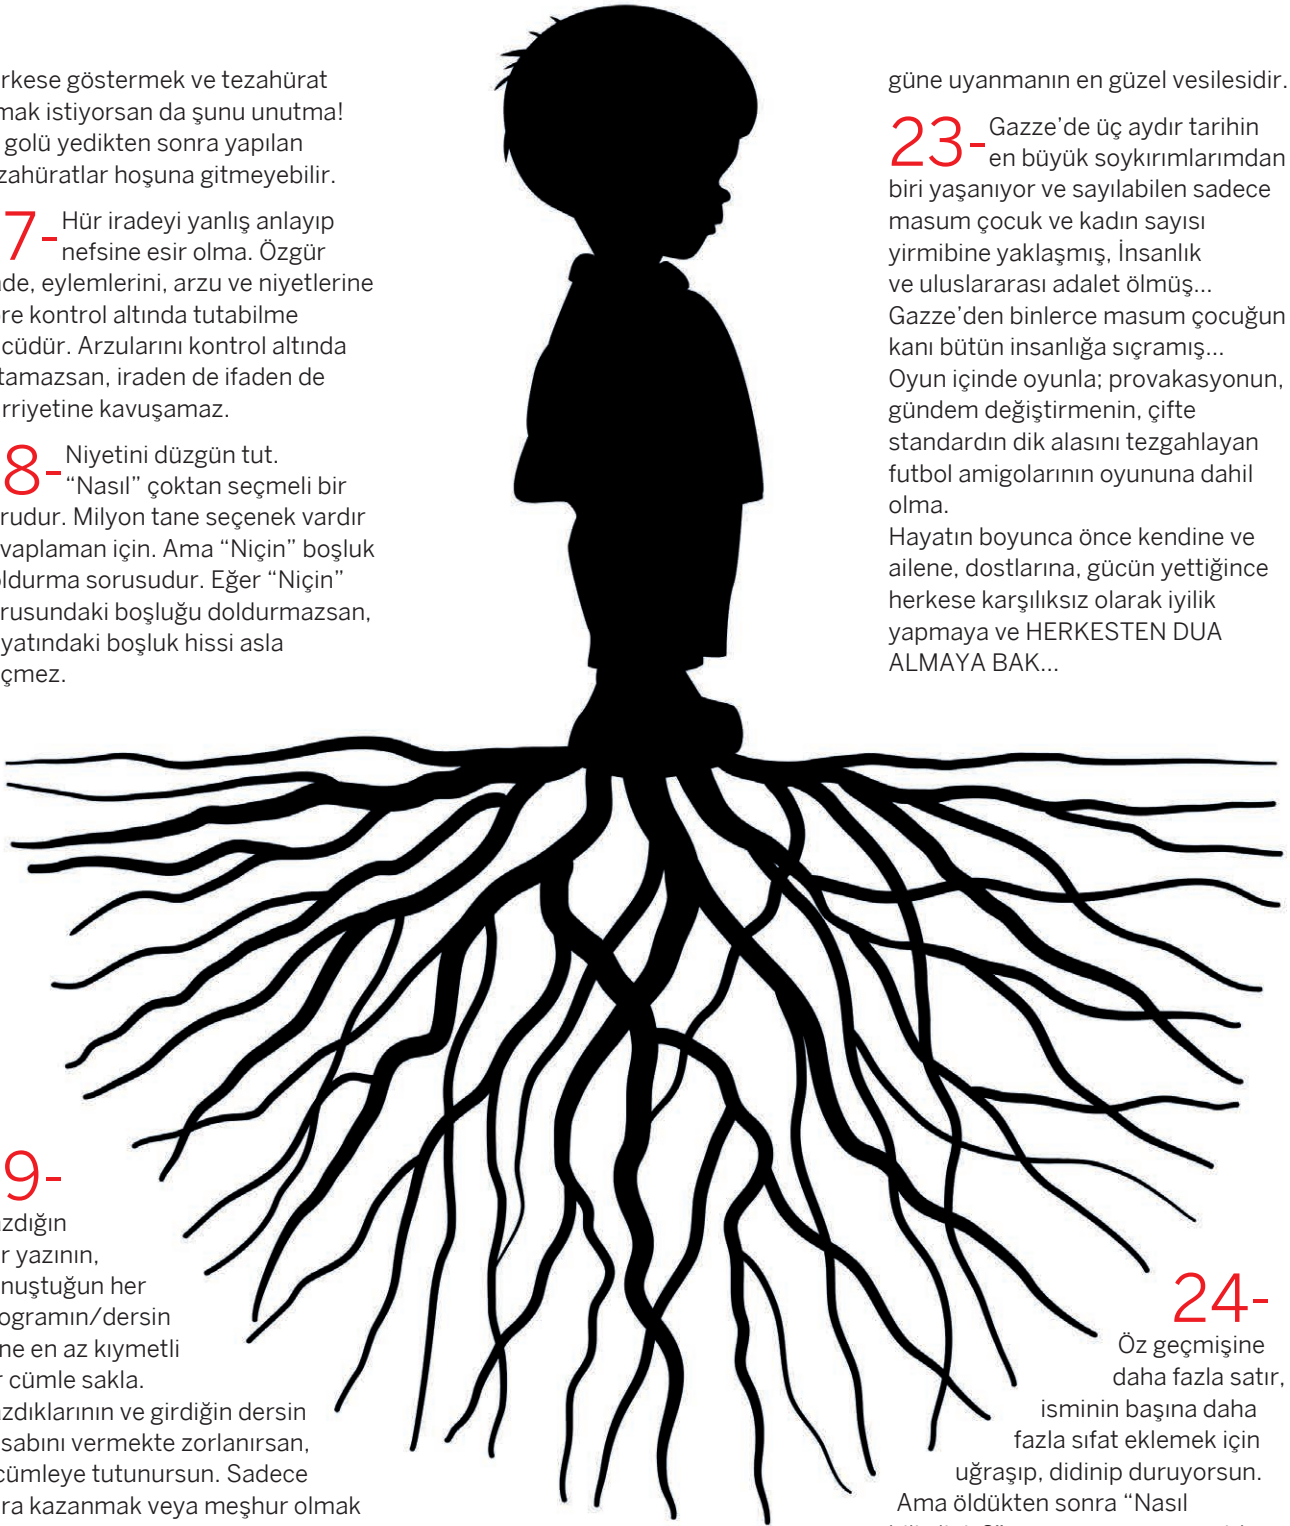 rkese göstermek ve tezahürat
mak istiyorsan da şunu unutma!
golü yedikten sonra yapılan
zahüratlar hoşuna gitmeyebilir.
7- Hür iradeyi yanlış anlayıp
nefsine esir olma. Özgür
ade, eylemlerini, arzu ve niyetlerine
re kontrol altında tutabilme
cüdür. Arzularını kontrol altında
tamazsan, iraden de ifaden de
rriyetine kavuşamaz.
8- Niyetini düzgün tut.
“Nasıl” çoktan seçmeli bir
rudur. Milyon tane seçenek vardır
vaplaman için. Ama “Niçin” boşluk
ldurma sorusudur. Eğer “Niçin”
rusundaki boşluğu doldurmazsan,
yatındaki boşluk hissi asla
çmez.
9-
azdığın
r yazının,
nuştuğun her
ogramın/dersin
ne en az kıymetli
r cümle sakla.
azdıklarının ve girdiğin dersin
sabını vermekte zorlanırsan,
cümleye tutunursun. Sadece
ra kazanmak veya meşhur olmak
güne uyanmanın en güzel vesilesidir.
23- Gazze’de üç aydır tarihin
en büyük soykırımlarımdan
biri yaşanıyor ve sayılabilen sadece
masum çocuk ve kadın sayısı
yirmibine yaklaşmış, İnsanlık
ve uluslararası adalet ölmüş...
Gazze’den binlerce masum çocuğun
kanı bütün insanlığa sıçramış...
Oyun içinde oyunla; provakasyonun,
gündem değiştirmenin, çifte
standardın dik alasını tezgahlayan
futbol amigolarının oyununa dahil
olma.
Hayatın boyunca önce kendine ve
ailene, dostlarına, gücün yettiğince
herkese karşılıksız olarak iyilik
yapmaya ve HERKESTEN DUA
ALMAYA BAK...
24-
Öz geçmişine
daha fazla satır,
isminin başına daha
fazla sıfat eklemek için
uğraşıp, didinip duruyorsun.
Ama öldükten sonra “Nasıl